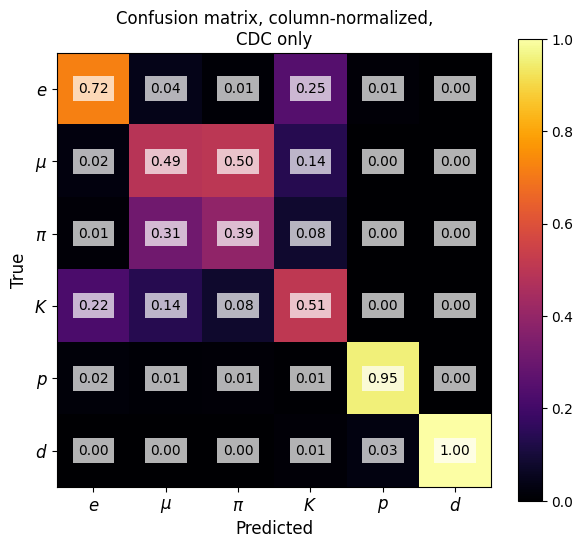 Confusion matrix, column-normalized,
CDC only
True
e 0.72 0.04 0.01 0.25 0.01 0.00
μ 0.02 0.49 0.50 0.14 0.00 0.00
π 0.01 0.31 0.39 0.08 0.00 0.00
K 0.22 0.14 0.08 0.51 0.00 0.00
p 0.02 0.01 0.01 0.01 0.95 0.00
d 0.00 0.00 0.00 0.01 0.03 1.00
e μ π K p d
Predicted
1.0
0.8
0.6
0.4
0.2
0.0